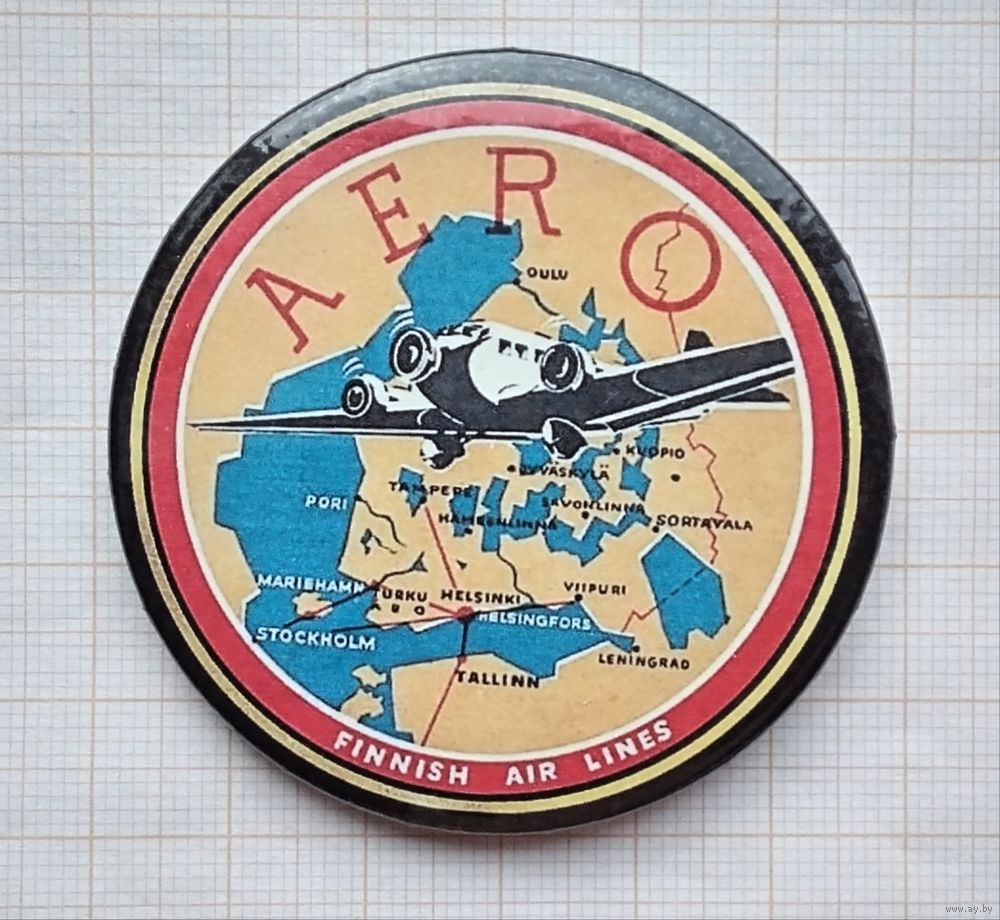 AERO
OULU
KUOPIO
JYVÄSKYLÄ
TAMPERE
PORI
SAVONLINNA
HÄMEENLINNA
SORTAVALA
MARIEHAMN
TURKU
ÅBO
HELSINKI
VIIPURI
HELSINGFORS
STOCKHOLM
LENINGRAD
TALLINN
FINNISH AIR LINES
www.ay.by